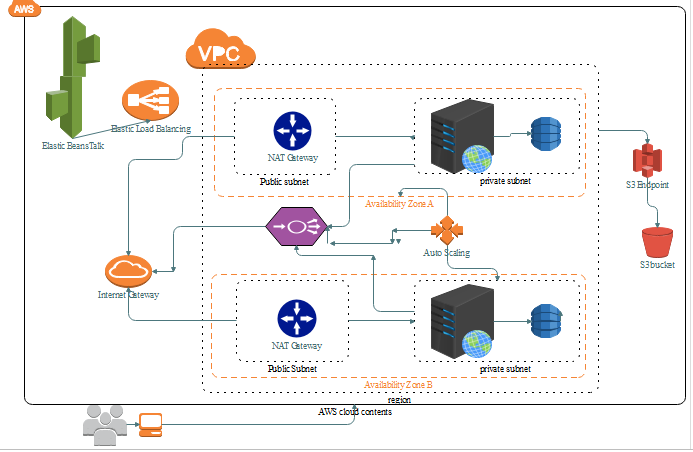 AWS
VPC
Elastic BeansTalk
Elastic Load Balancing
NAT Gateway
Public subnet
private subnet
Availability Zone A
S3 Endpoint
Auto Scaling
S3 bucket
Internet Gateway
NAT Gateway
Public Subnet
private subnet
Availability Zone B
region
AWS cloud contents